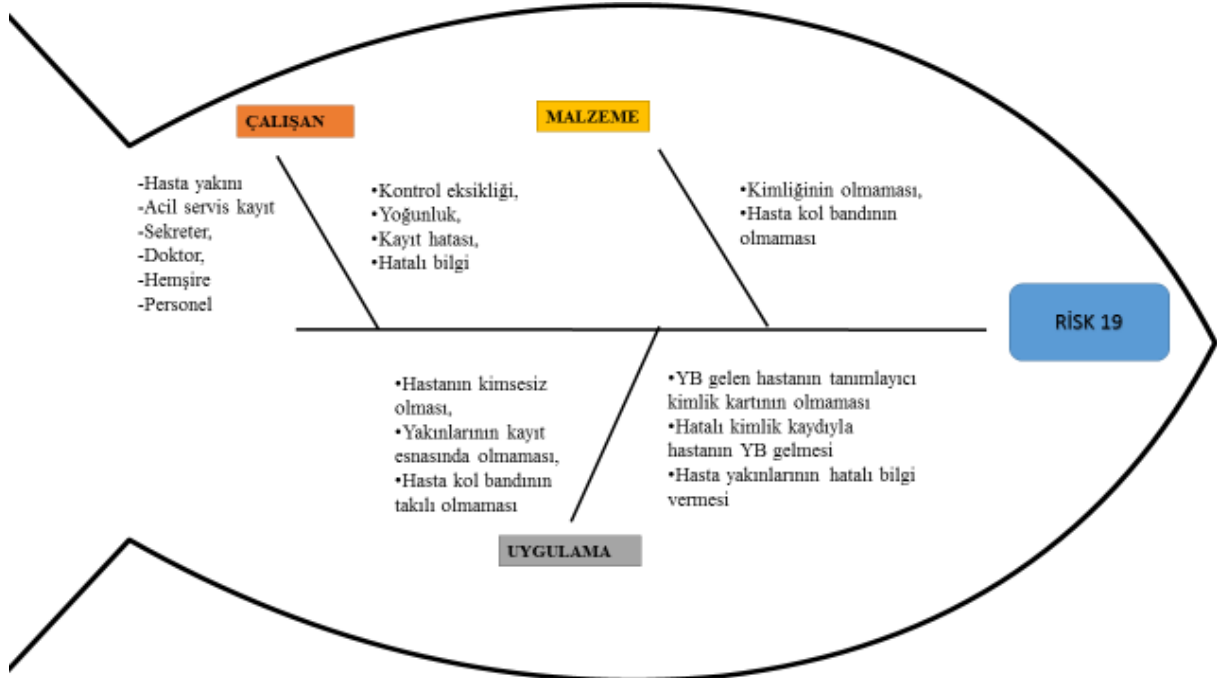 ÇALIŞAN
-Hasta yakını
-Acil servis kayıt
-Sekreter,
-Doktor,
-Hemşire
-Personel
•Kontrol eksikliği,
•Yoğunluk,
•Kayıt hatası,
•Hatalı bilgi
MALZEME
•Kimliğinin olmaması,
•Hasta kol bandının
olmaması
RİSK 19
•Hastanın kimsesiz
olması,
•Yakınlarının kayıt
esnasında olmaması,
•Hasta kol bandının
takılı olmaması
•YB gelen hastanın tanımlayıcı
kimlik kartının olmaması
•Hatalı kimlik kaydıyla
hastanın YB gelmesi
•Hasta yakınlarının hatalı bilgi
vermesi
UYGULAMA